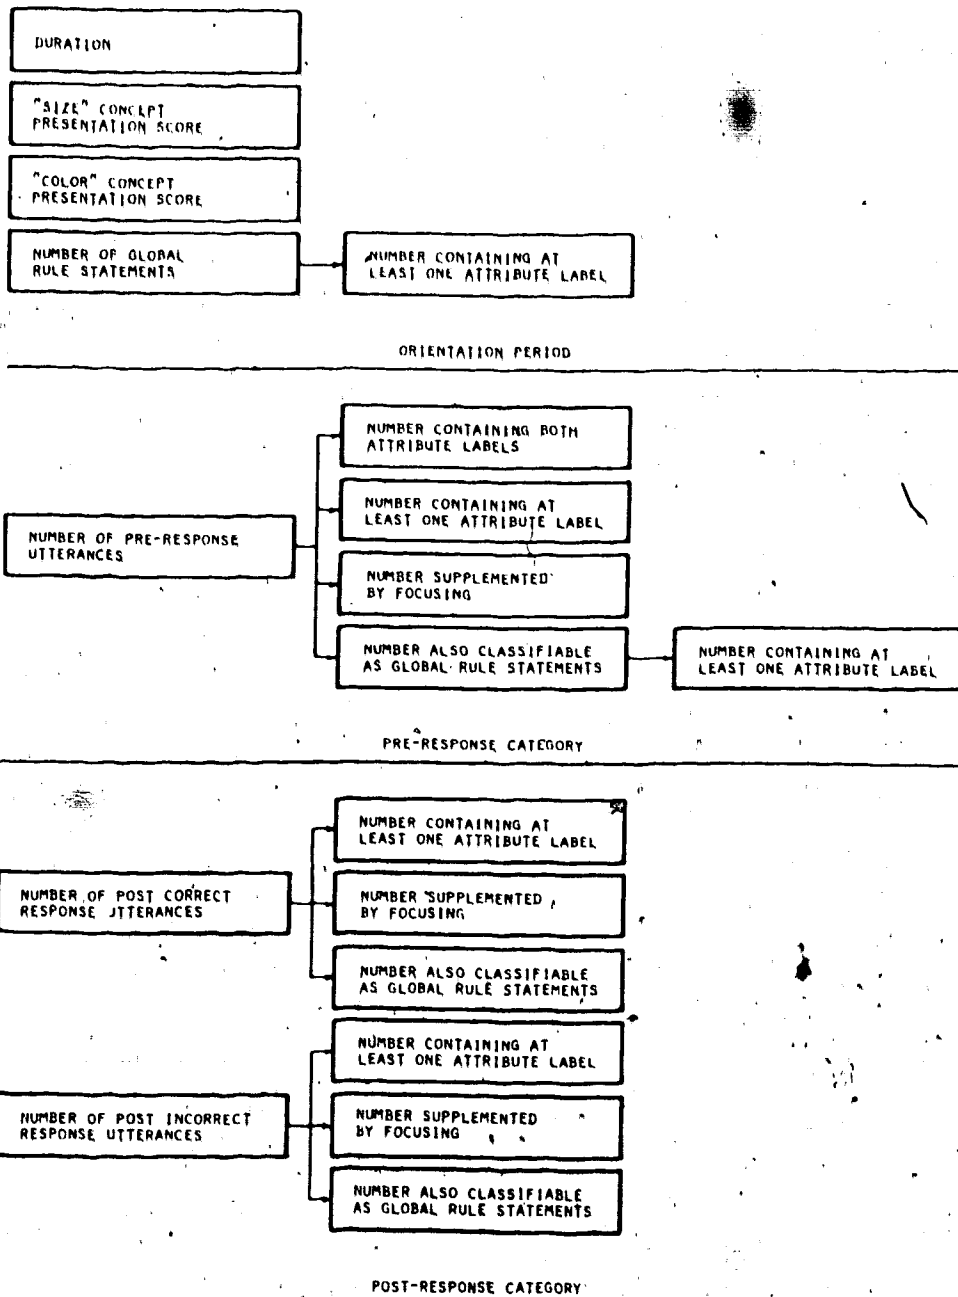 DURATION
"SIZE" CONCEPT
PRESENTATION SCORE
"COLOR" CONCEPT
PRESENTATION SCORE
NUMBER OF GLOBAL
RULE STATEMENTS
NUMBER CONTAINING AT
LEAST ONE ATTRIBUTE LABEL
ORIENTATION PERIOD
NUMBER CONTAINING BOTH
ATTRIBUTE LABELS
NUMBER CONTAINING AT
LEAST ONE ATTRIBUTE LABEL
NUMBER OF PRE-RESPONSE
UTTERANCES
NUMBER SUPPLEMENTED
BY FOCUSING
NUMBER ALSO CLASSIFIABLE
AS GLOBAL RULE STATEMENTS
NUMBER CONTAINING AT
LEAST ONE ATTRIBUTE LABEL
PRE-RESPONSE CATEGORY
NUMBER CONTAINING AT
LEAST ONE ATTRIBUTE LABEL
NUMBER OF POST CORRECT
RESPONSE UTTERANCES
NUMBER SUPPLEMENTED
BY FOCUSING
NUMBER ALSO CLASSIFIABLE
AS GLOBAL RULE STATEMENTS
NUMBER CONTAINING AT
LEAST ONE ATTRIBUTE LABEL
NUMBER OF POST INCORRECT
RESPONSE UTTERANCES
NUMBER SUPPLEMENTED
BY FOCUSING
NUMBER ALSO CLASSIFIABLE
AS GLOBAL RULE STATEMENTS
POST-RESPONSE CATEGORY